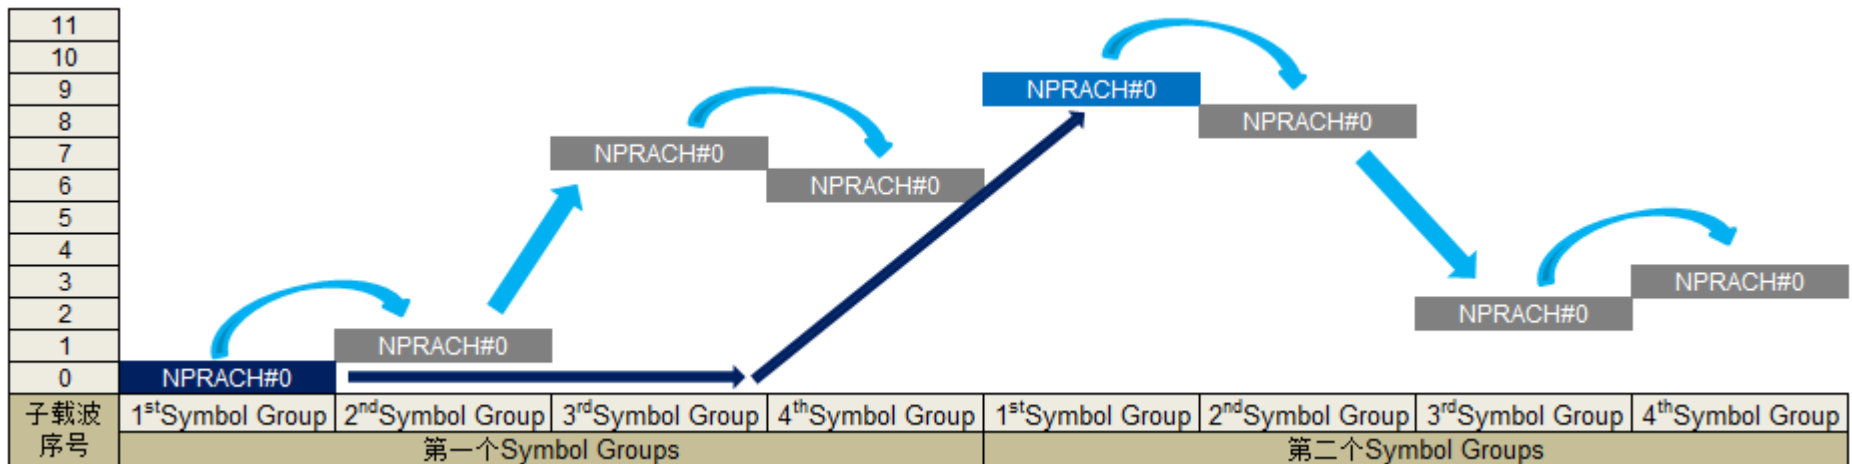 11
10
9 NPRACH#0
8 NPRACH#0
7 NPRACH#0
6 NPRACH#0
5
4
3 NPRACH#0
2 NPRACH#0
1 NPRACH#0
0 NPRACH#0
子载波序号 1stSymbol Group 2ndSymbol Group 3rdSymbol Group 4thSymbol Group 1stSymbol Group 2ndSymbol Group 3rdSymbol Group 4thSymbol Group
第一个Symbol Groups 第二个Symbol Groups